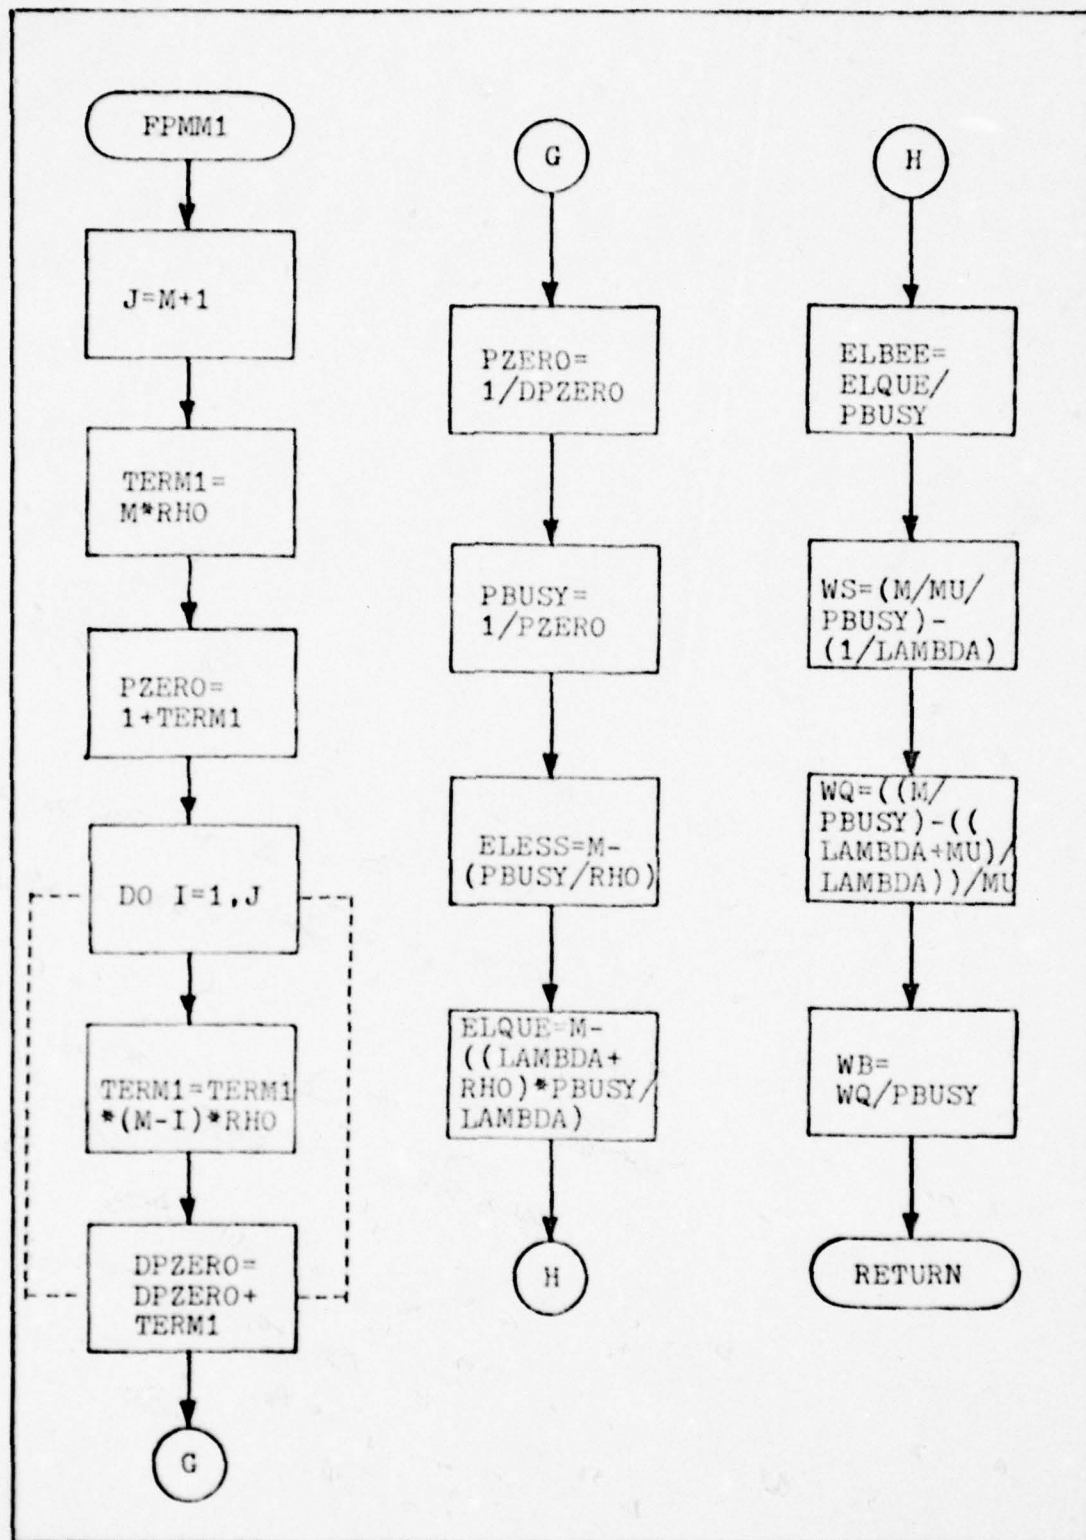 FPMM1
J=M+1
TERM1=
M*RHO
PZERO=
1+TERM1
DO I=1,J
TERM1=TERM1
*(M-I)*RHO
DPZERO=
DPZERO+
TERM1
G
G
PZERO=
1/DPZERO
PBUSY=
1/PZERO
ELESS=M-
(PBUSY/RHO)
ELQUE=M-
((LAMBDA+
RHO)*PBUSY/
LAMBDA)
H
H
ELBEE=
ELQUE/
PBUSY
WS=(M/MU/
PBUSY)-
(1/LAMBDA)
WQ=((M/
PBUSY)-((
LAMBDA+MU)/
LAMBDA))/MU
WB=
WQ/PBUSY
RETURN